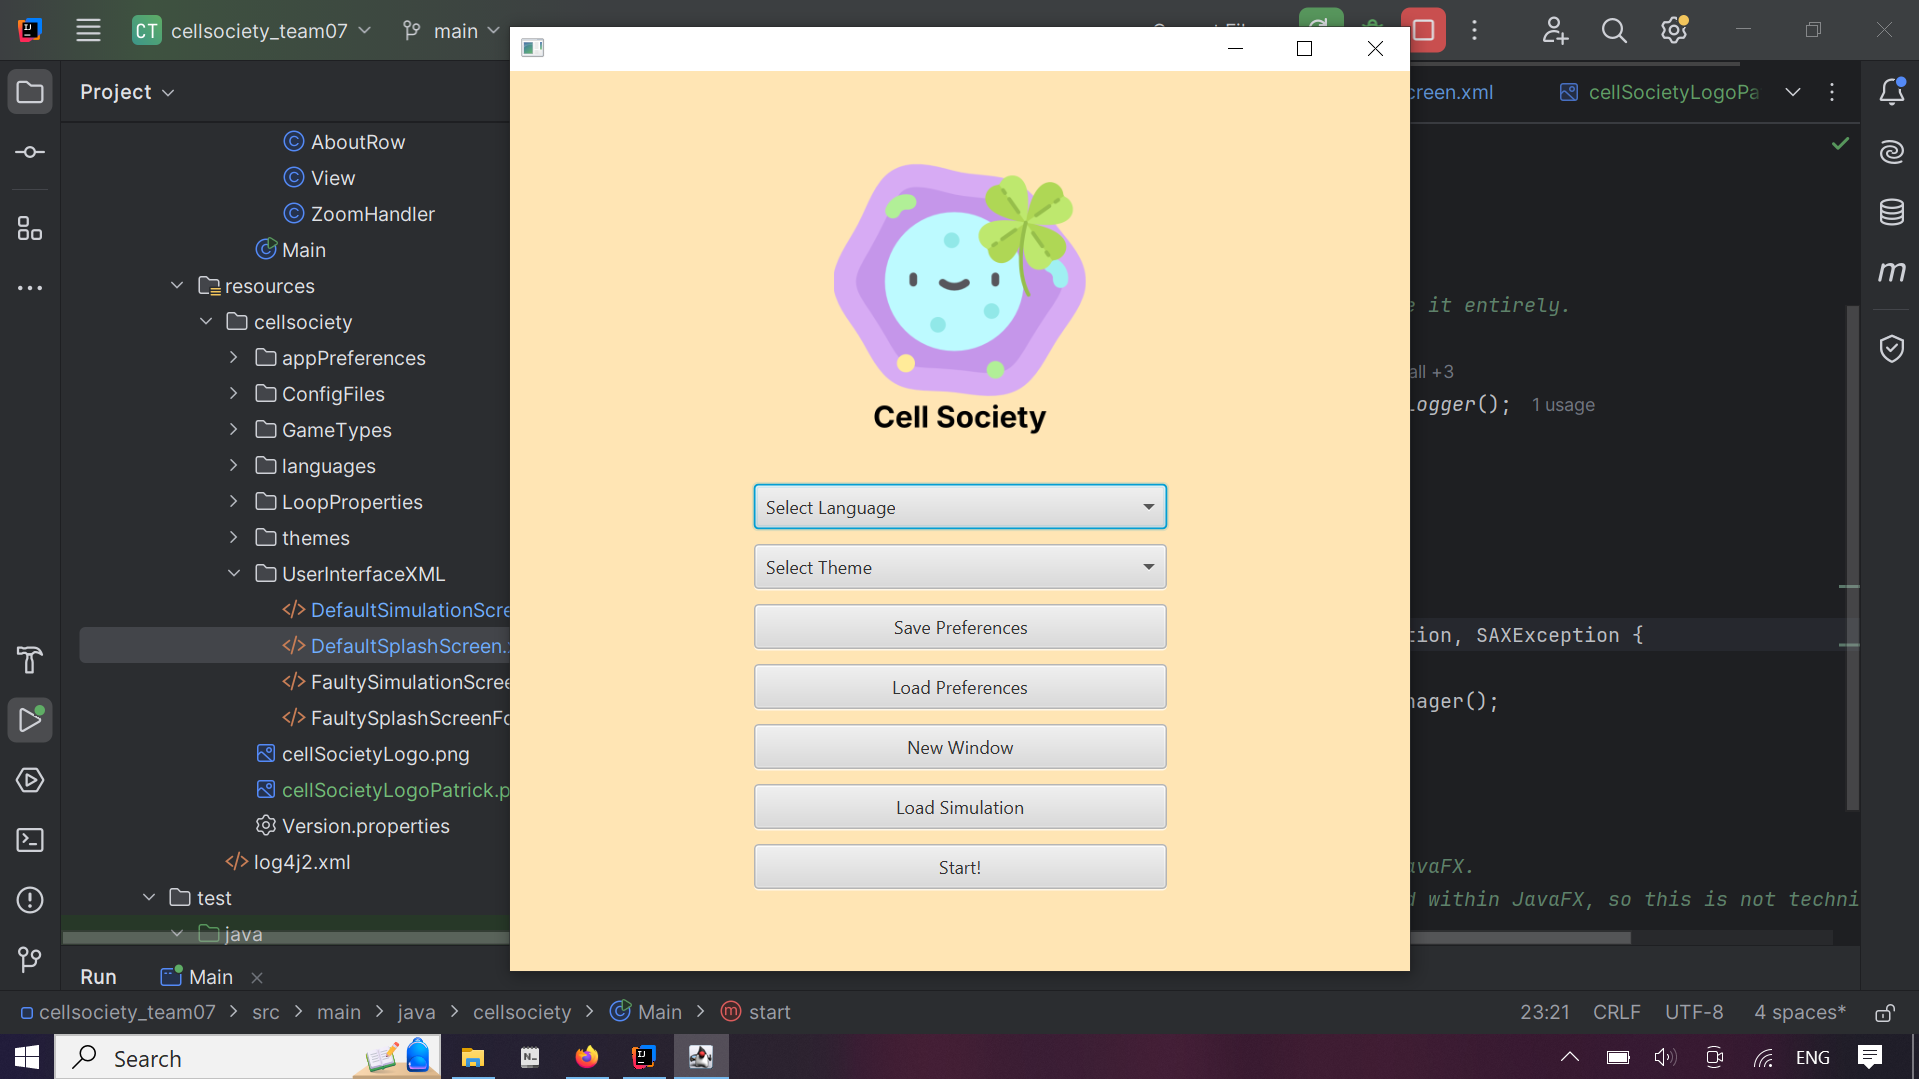 CT cellsociety_team07 main
Project
creen.xml cellSocietyLogoPa
AboutRow
View
ZoomHandler
Main
resources
cellsociety
appPreferences
ConfigFiles
GameTypes
languages
LoopProperties
themes
UserInterfaceXML
DefaultSimulationScre
DefaultSplashScreen.
FaultySimulationScree
FaultySplashScreenFo
cellSocietyLogo.png
cellSocietyLogoPatrick.p
Version.properties
log4j2.xml
test
java
Cell Society
Select Language
Select Theme
Save Preferences
Load Preferences
New Window
Load Simulation
Start!
it entirely.
all +3
ogger(); 1 usage
tion, SAXException {
nager();
avaFX.
within JavaFX, so this is not techni
m
Run Main
cellsociety_team07 > src > main > java > cellsociety > Main > start
23:21 CRLF UTF-8 4 spaces*
Search
ENG